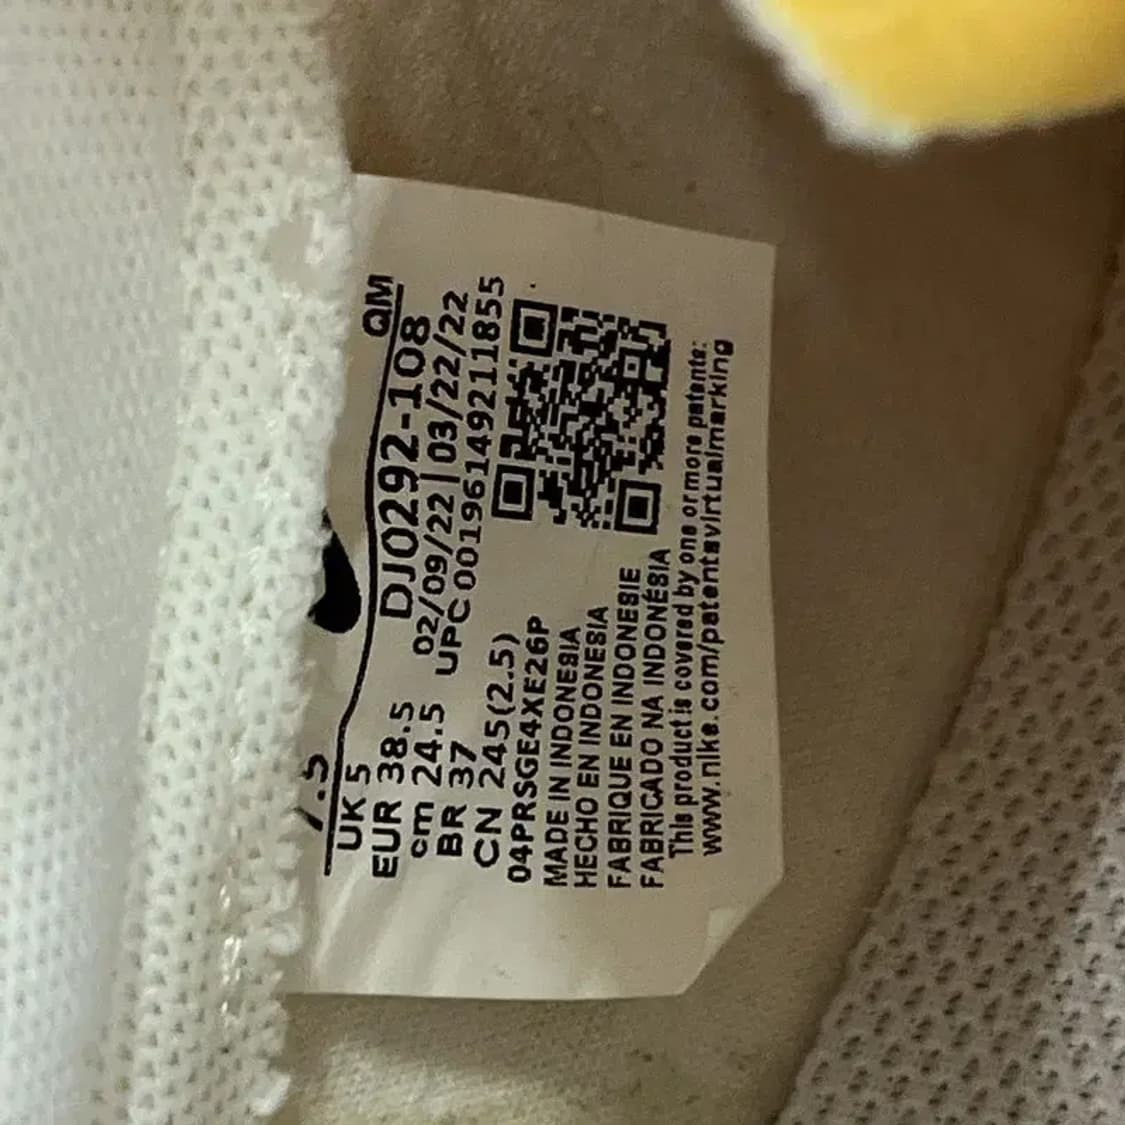 7.5
QM
UK 5
EUR 38.5
cm 24.5
BR 37
CN 245(2.5)
DJ0292-108
02/09/22 | 03/22/22
UPC 00196149211855
04PRSGE4XE26P
MADE IN INDONESIA
HECHO EN INDONESIA
FABRIQUE EN INDONESIE
FABRICADO NA INDONÉSIA
This product is covered by one or more patents:
www.nike.com/patentsvirtualmarking